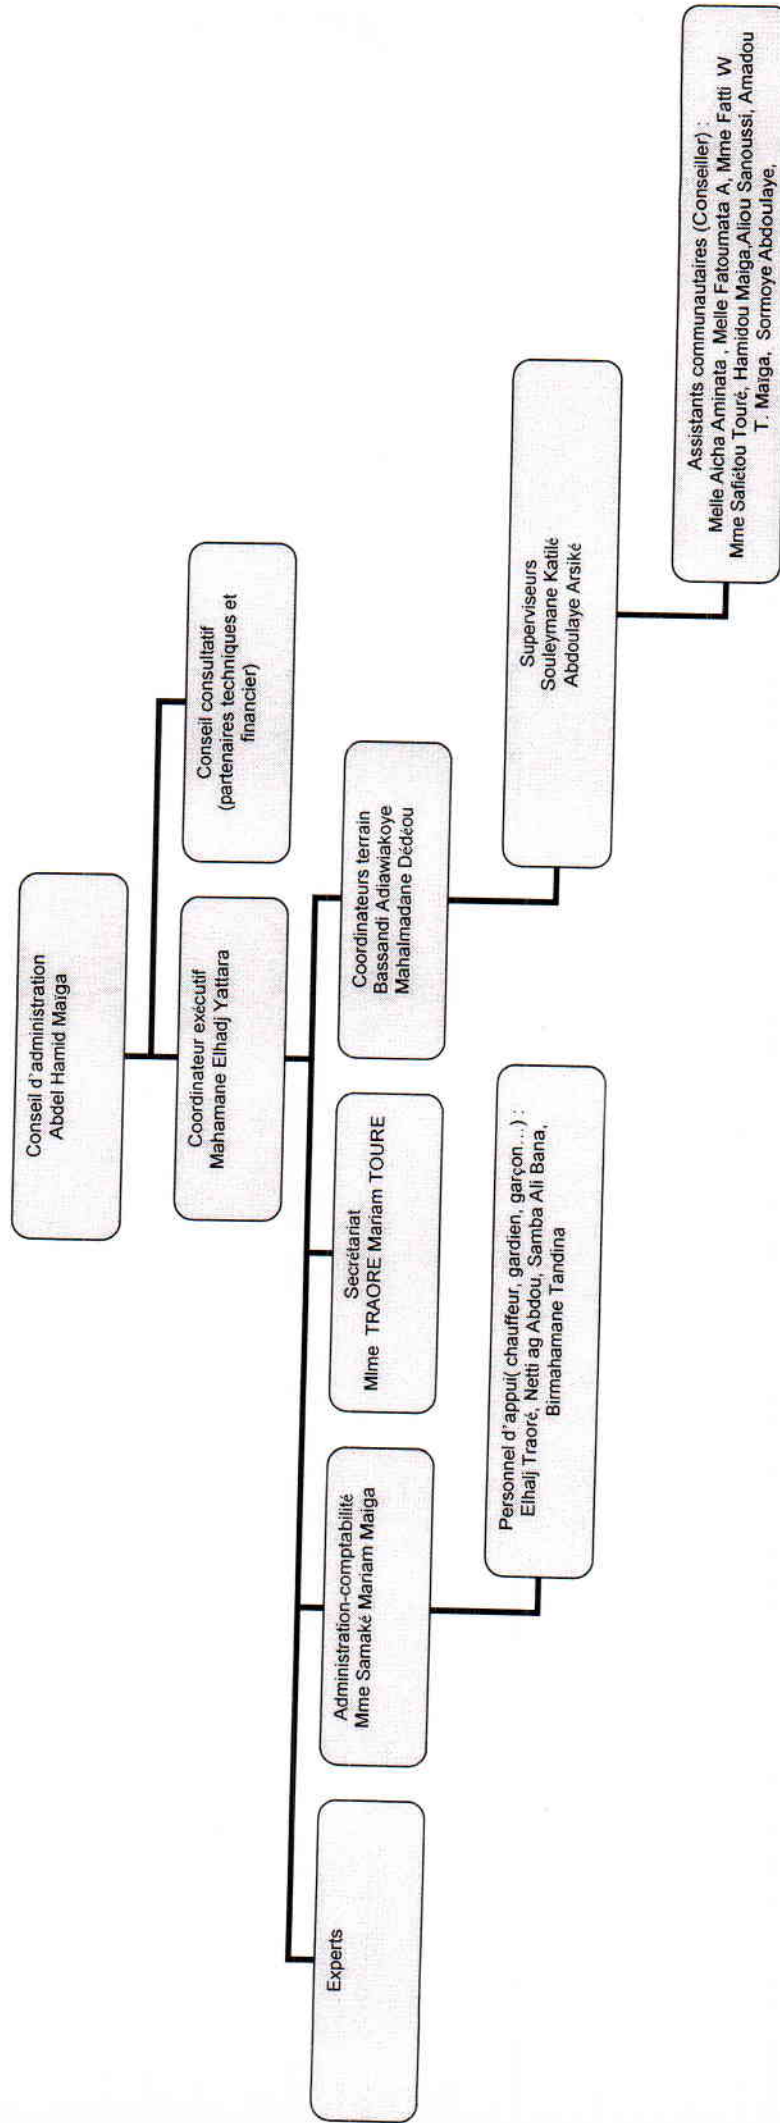 Conseil d'administration
Abdel Hamid Maïga
Conseil consultatif
(partenaires techniques et
financier)
Coordinateur exécutif
Mahamane Elhadj Yattara
Experts
Administration-comptabilité
Mme Samaké Mariam Maiga
Secrétariat
Mlme TRAORE Mariam TOURE
Coordinateurs terrain
Bassandi Adiawiakoye
Mahalmadane Dédéou
Personnel d'appui( chauffeur, gardien, garçon...) :
Elhalj Traoré, Netti ag Abdou, Samba Ali Bana,
Birmahamane Tandina
Superviseurs
Souleymane Katilé
Abdoulaye Arsiké
Assistants communautaires (Conseiller) :
Melle Aicha Aminata , Melle Fatoumata A, Mme Fatti W
Mme Safiétou Touré, Hamidou Maiga,Aliou Sanoussi, Amadou
T. Maïga, Sormoye Abdoulaye,